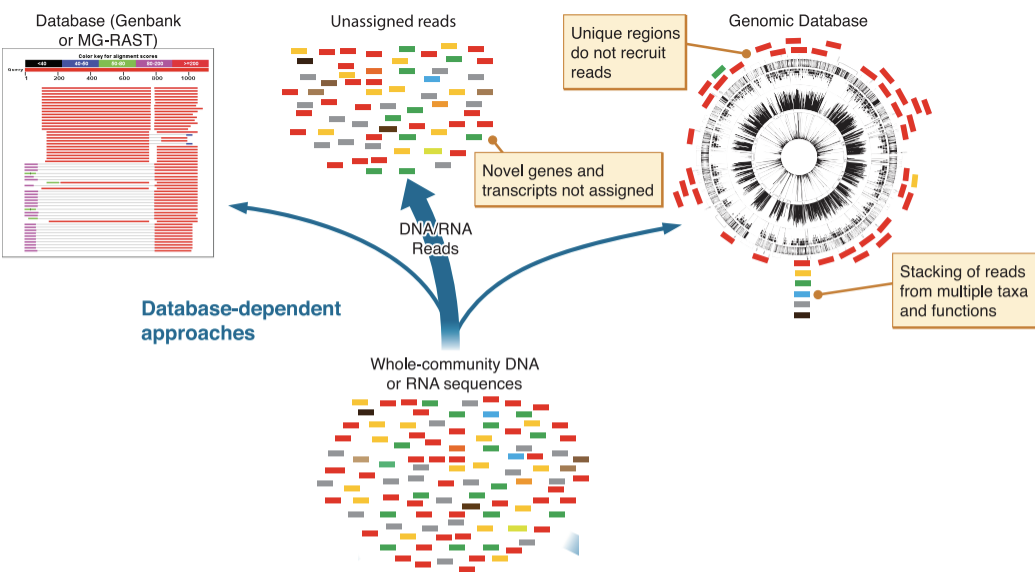 Database (Genbank
or MG-RAST)
Color key for alignment scores
<40
40-50
50-80
80-200
>=200
Query
1
200
400
600
800
1000
Unassigned reads
Unique regions
do not recruit
reads
Genomic Database
Novel genes and
transcripts not assigned
DNA/RNA
Reads
Stacking of reads
from multiple taxa
and functions
Database-dependent
approaches
Whole-community DNA
or RNA sequences